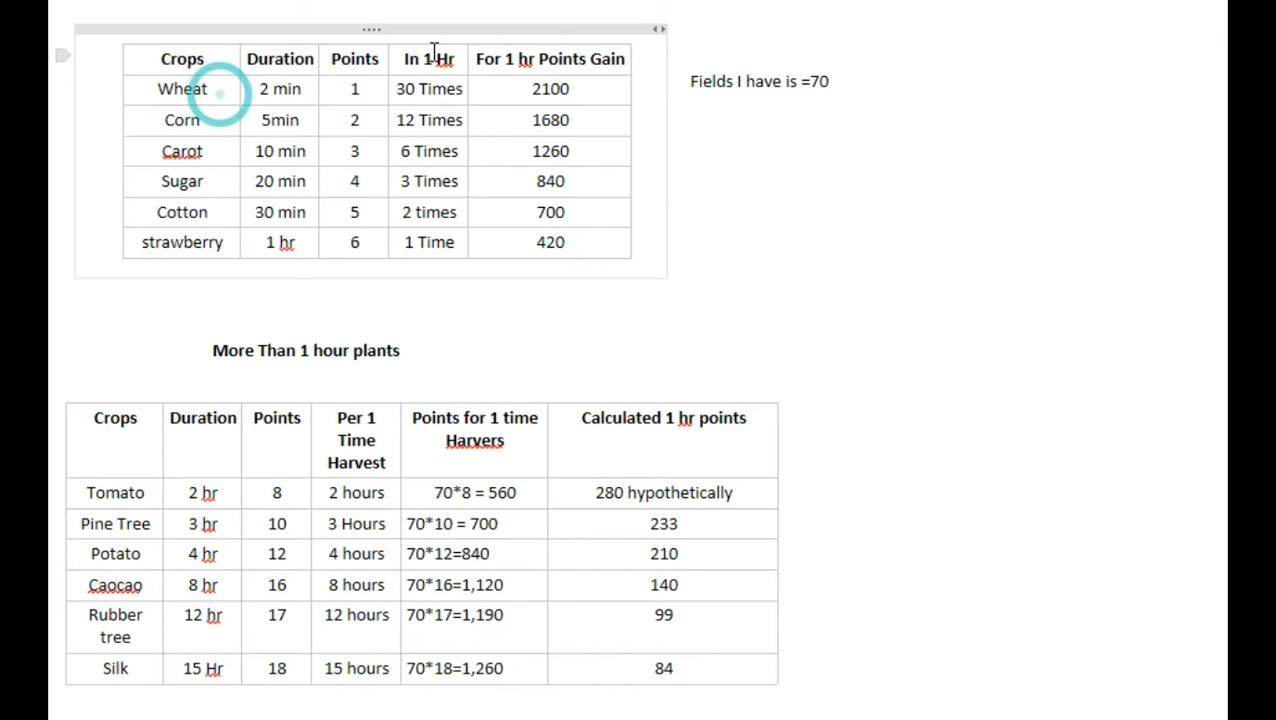 Crops Duration Points In 1 Hr For 1 hr Points Gain
Wheat 2 min 1 30 Times 2100
Fields I have is =70
Corn 5min 2 12 Times 1680
Carot 10 min 3 6 Times 1260
Sugar 20 min 4 3 Times 840
Cotton 30 min 5 2 times 700
strawberry 1 hr 6 1 Time 420
More Than 1 hour plants
Crops Duration Points Per 1 Time Harvest Points for 1 time Harvers Calculated 1 hr points
Tomato 2 hr 8 2 hours 70*8 = 560 280 hypothetically
Pine Tree 3 hr 10 3 Hours 70*10 = 700 233
Potato 4 hr 12 4 hours 70*12=840 210
Caocao 8 hr 16 8 hours 70*16=1,120 140
Rubber tree 12 hr 17 12 hours 70*17=1,190 99
Silk 15 Hr 18 15 hours 70*18=1,260 84